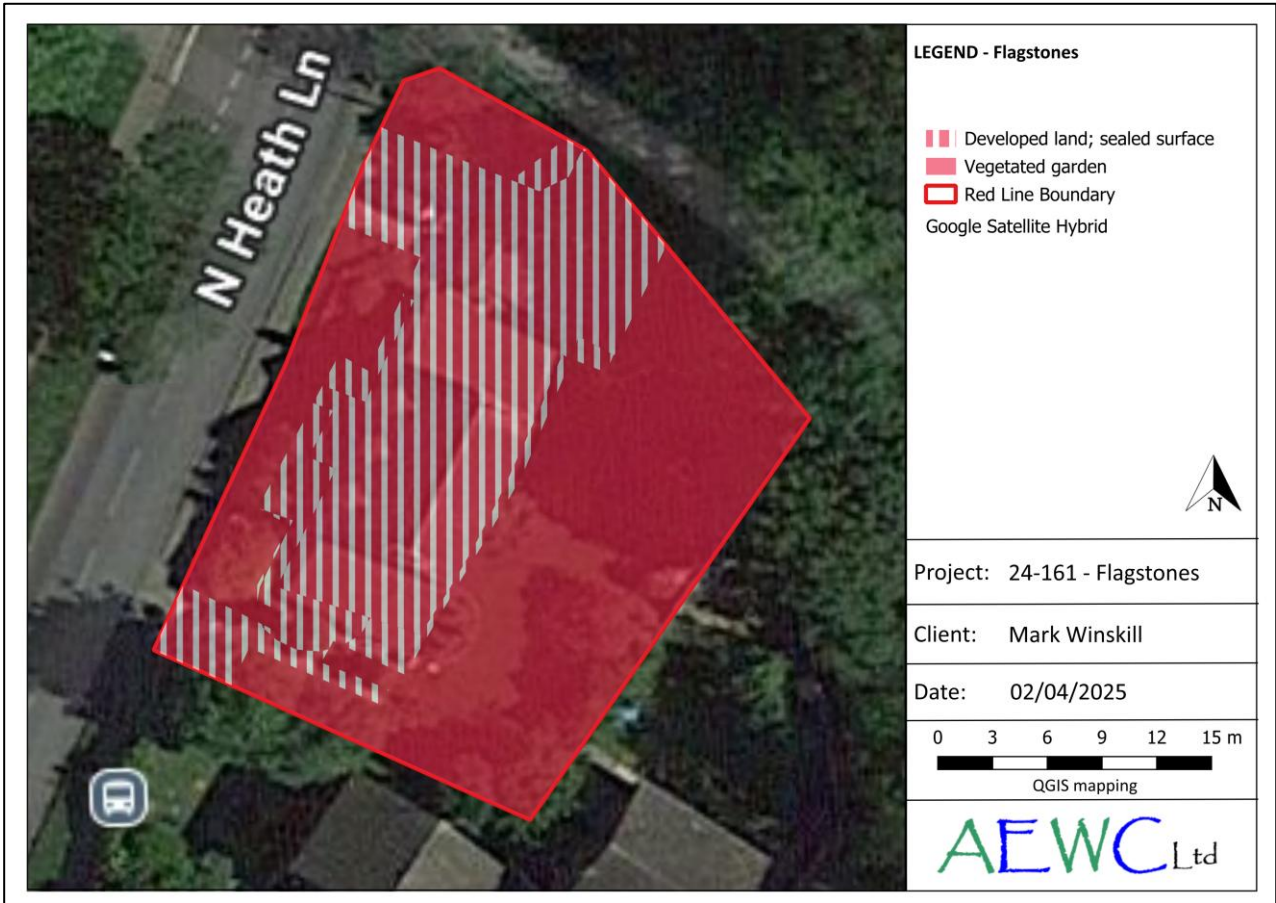 N Heath Ln
LEGEND - Flagstones
Developed land; sealed surface
Vegetated garden
Red Line Boundary
Google Satellite Hybrid
N
Project: 24-161 - Flagstones
Client: Mark Winskill
Date: 02/04/2025
0 3 6 9 12 15 m
QGIS mapping
AEWC Ltd